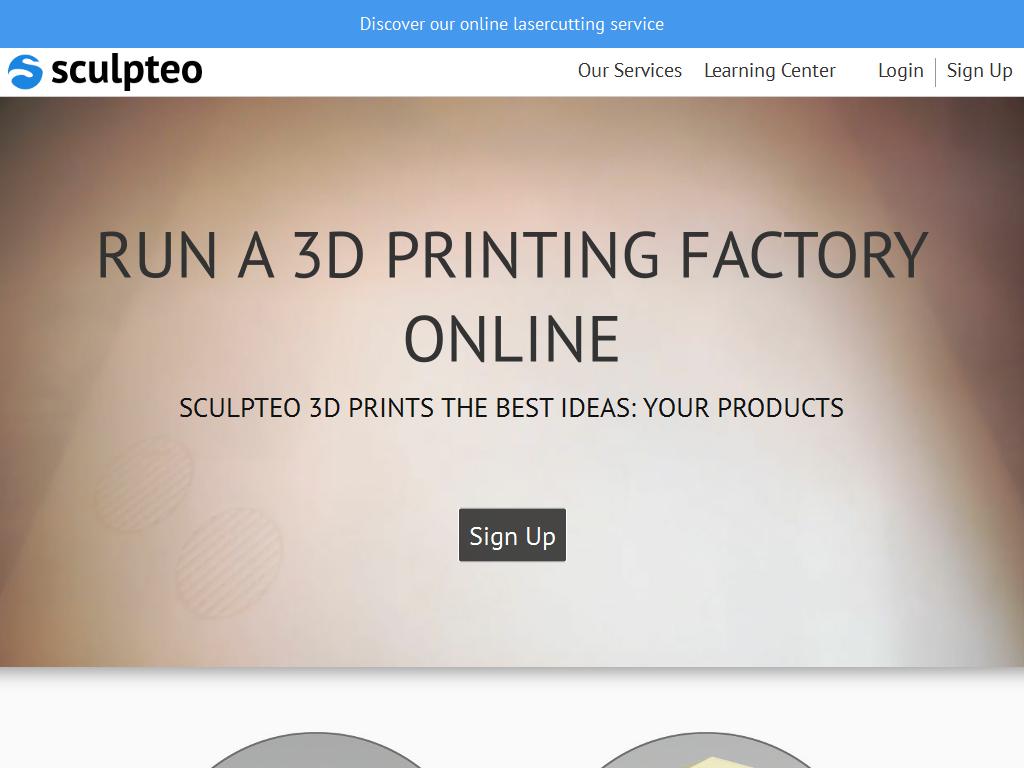 Discover our online lasercutting service
sculpteo
Our Services
Learning Center
Login
Sign Up
RUN A 3D PRINTING FACTORY
ONLINE
SCULPTEO 3D PRINTS THE BEST IDEAS: YOUR PRODUCTS
Sign Up